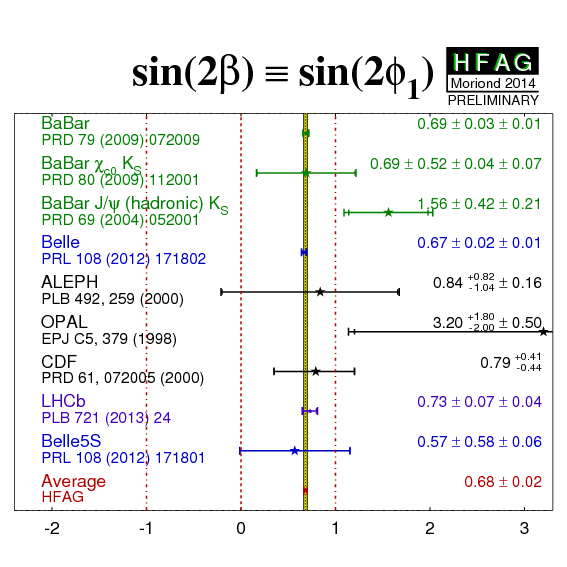 sin(2β) ≡ sin(2ϕ₁)
HFAG
Moriond 2014
PRELIMINARY
BaBar 0.69 ± 0.03 ± 0.01
PRD 79 (2009) 072009
BaBar χc0 KS 0.69 ± 0.52 ± 0.04 ± 0.07
PRD 80 (2009) 112001
BaBar J/ψ (hadronic) KS 1.56 ± 0.42 ± 0.21
PRD 69 (2004) 052001
Belle 0.67 ± 0.02 ± 0.01
PRL 108 (2012) 171802
ALEPH 0.84 +0.82 -1.04 ± 0.16
PLB 492, 259 (2000)
OPAL 3.20 +1.80 -2.00 ± 0.50
EPJ C5, 379 (1998)
CDF 0.79 +0.41 -0.44
PRD 61, 072005 (2000)
LHCb 0.73 ± 0.07 ± 0.04
PLB 721 (2013) 24
Belle5S 0.57 ± 0.58 ± 0.06
PRL 108 (2012) 171801
Average 0.68 ± 0.02
HFAG
-2 -1 0 1 2 3